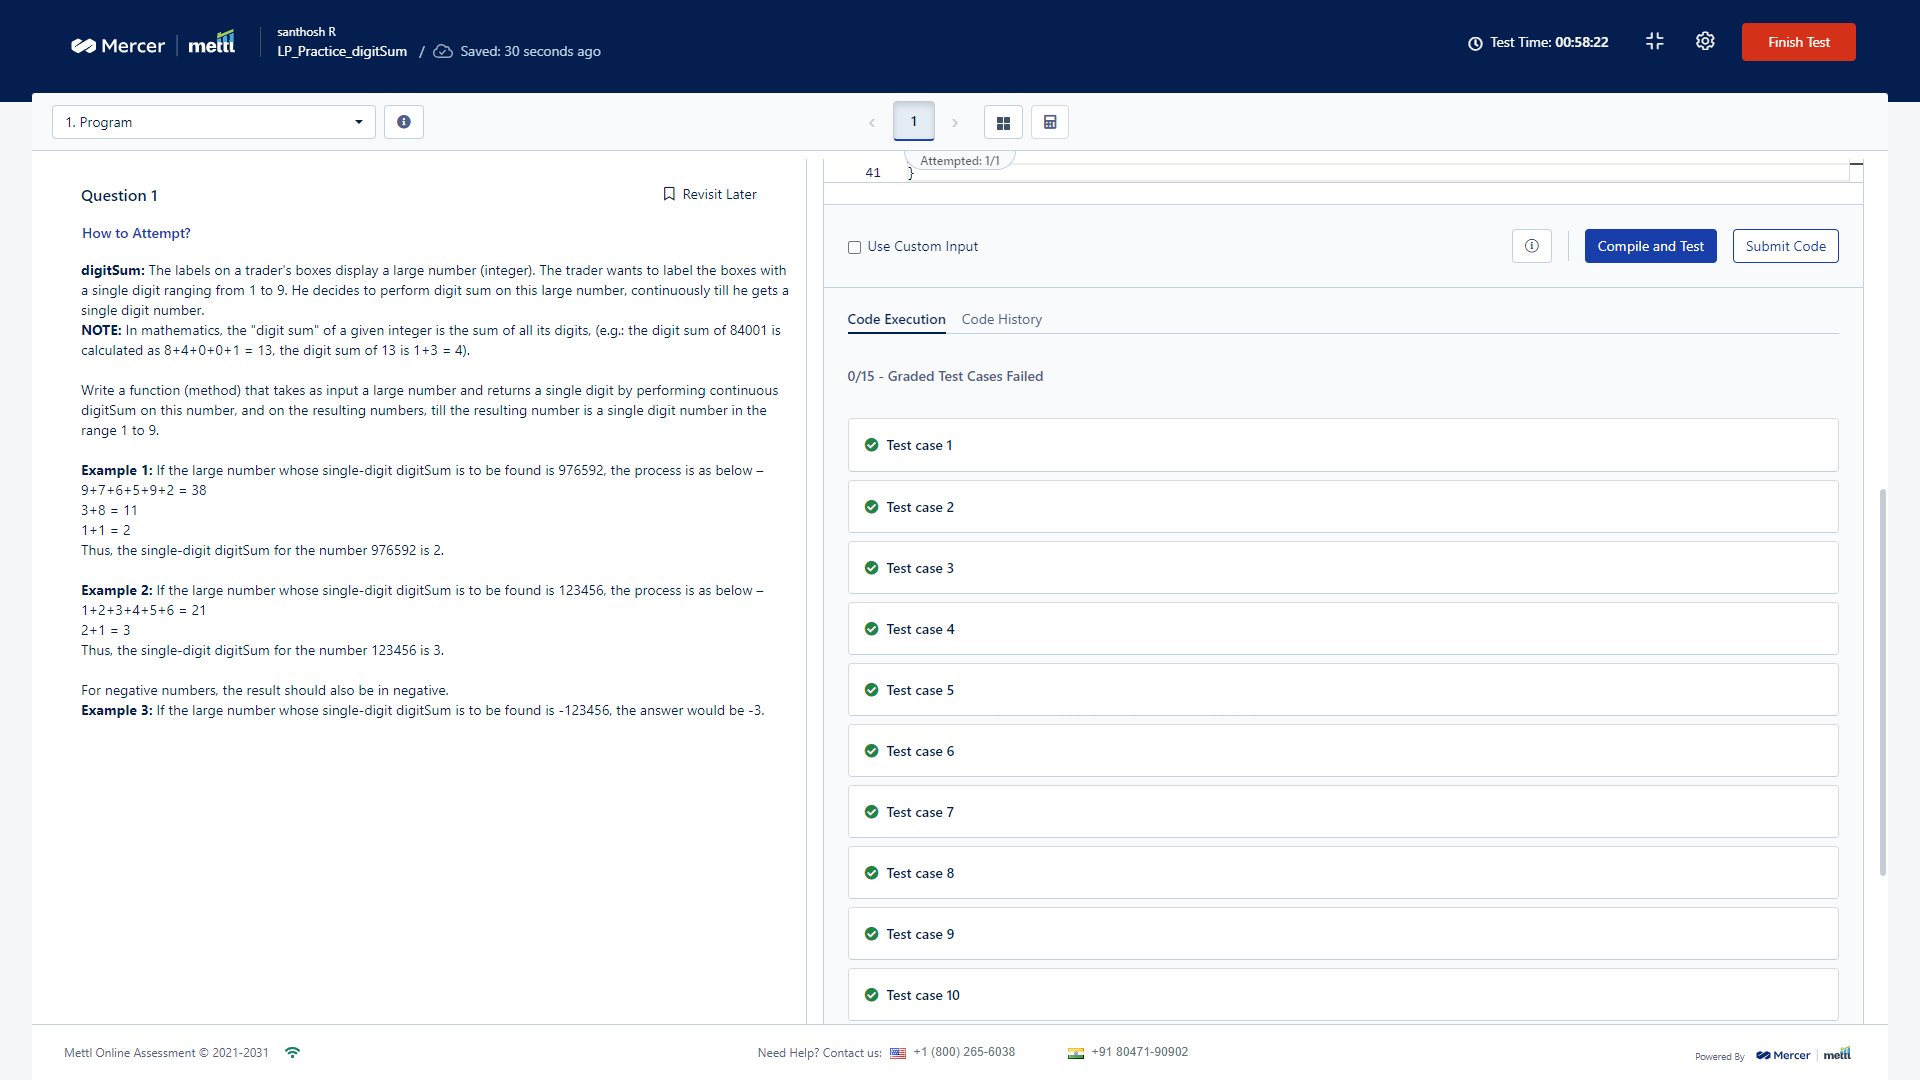 Mercer | mettl
santhosh R
LP_Practice_digitSum / Saved: 30 seconds ago
Test Time: 00:58:22
Finish Test
1. Program
1
Attempted: 1/1
Question 1
Revisit Later
How to Attempt?
digitSum: The labels on a trader's boxes display a large number (integer). The trader wants to label the boxes with
a single digit ranging from 1 to 9. He decides to perform digit sum on this large number, continuously till he gets a
single digit number.
NOTE: In mathematics, the "digit sum" of a given integer is the sum of all its digits, (e.g.: the digit sum of 84001 is
calculated as 8+4+0+0+1 = 13, the digit sum of 13 is 1+3 = 4).
Write a function (method) that takes as input a large number and returns a single digit by performing continuous
digitSum on this number, and on the resulting numbers, till the resulting number is a single digit number in the
range 1 to 9.
Example 1: If the large number whose single-digit digitSum is to be found is 976592, the process is as below –
9+7+6+5+9+2 = 38
3+8 = 11
1+1 = 2
Thus, the single-digit digitSum for the number 976592 is 2.
Example 2: If the large number whose single-digit digitSum is to be found is 123456, the process is as below –
1+2+3+4+5+6 = 21
2+1 = 3
Thus, the single-digit digitSum for the number 123456 is 3.
For negative numbers, the result should also be in negative.
Example 3: If the large number whose single-digit digitSum is to be found is -123456, the answer would be -3.
41 }
Use Custom Input
Compile and Test
Submit Code
Code Execution
Code History
0/15 - Graded Test Cases Failed
Test case 1
Test case 2
Test case 3
Test case 4
Test case 5
Test case 6
Test case 7
Test case 8
Test case 9
Test case 10
Mettl Online Assessment © 2021-2031
Need Help? Contact us: +1 (800) 265-6038
+91 80471-90902
Powered By Mercer | mettl